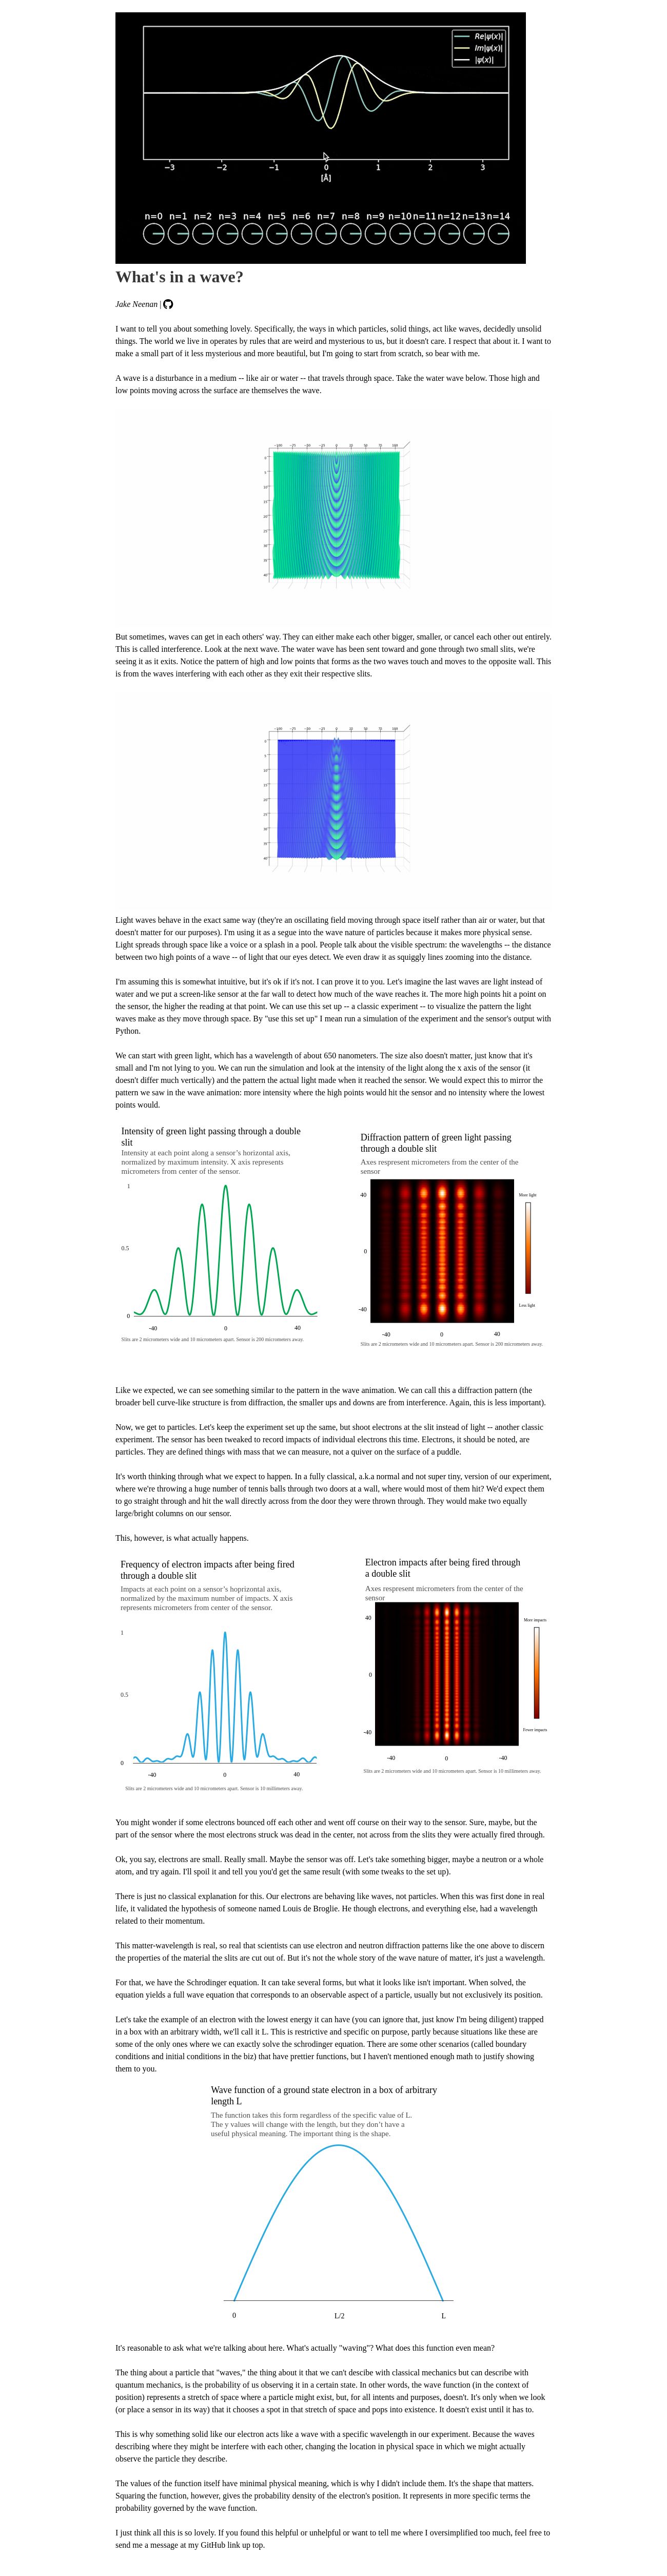 Re|ψ(x)|
Im|ψ(x)|
|ψ(x)|
−3 −2 −1 0 1 2 3
[Å]
n=0 n=1 n=2 n=3 n=4 n=5 n=6 n=7 n=8 n=9 n=10 n=11 n=12 n=13 n=14
What's in a wave?
Jake Neenan |
I want to tell you about something lovely. Specifically, the ways in which particles, solid things, act like waves, decidedly unsolid
things. The world we live in operates by rules that are weird and mysterious to us, but it doesn't care. I respect that about it. I want to
make a small part of it less mysterious and more beautiful, but I'm going to start from scratch, so bear with me.
A wave is a disturbance in a medium -- like air or water -- that travels through space. Take the water wave below. Those high and
low points moving across the surface are themselves the wave.
−100 −75 −50 −25 0 25 50 75 100
0
5
10
15
20
25
30
35
40
But sometimes, waves can get in each others' way. They can either make each other bigger, smaller, or cancel each other out entirely.
This is called interference. Look at the next wave. The water wave has been sent toward and gone through two small slits, we're
seeing it as it exits. Notice the pattern of high and low points that forms as the two waves touch and moves to the opposite wall. This
is from the waves interfering with each other as they exit their respective slits.
−100 −75 −50 −25 0 25 50 75 100
0
5
10
15
20
25
30
35
40
Light waves behave in the exact same way (they're an oscillating field moving through space itself rather than air or water, but that
doesn't matter for our purposes). I'm using it as a segue into the wave nature of particles because it makes more physical sense.
Light spreads through space like a voice or a splash in a pool. People talk about the visible spectrum: the wavelengths -- the distance
between two high points of a wave -- of light that our eyes detect. We even draw it as squiggly lines zooming into the distance.
I'm assuming this is somewhat intuitive, but it's ok if it's not. I can prove it to you. Let's imagine the last waves are light instead of
water and we put a screen-like sensor at the far wall to detect how much of the wave reaches it. The more high points hit a point on
the sensor, the higher the reading at that point. We can use this set up -- a classic experiment -- to visualize the pattern the light
waves make as they move through space. By "use this set up" I mean run a simulation of the experiment and the sensor's output with
Python.
We can start with green light, which has a wavelength of about 650 nanometers. The size also doesn't matter, just know that it's
small and I'm not lying to you. We can run the simulation and look at the intensity of the light along the x axis of the sensor (it
doesn't differ much vertically) and the pattern the actual light made when it reached the sensor. We would expect this to mirror the
pattern we saw in the wave animation: more intensity where the high points would hit the sensor and no intensity where the lowest
points would.
Intensity of green light passing through a double
slit
Intensity at each point along a sensor’s horizontal axis,
normalized by maximum intensity. X axis represents
micrometers from center of the sensor.
1
0.5
0
-40 0 40
Slits are 2 micrometers wide and 10 micrometers apart. Sensor is 200 micrometers away.
Diffraction pattern of green light passing
through a double slit
Axes respresent micrometers from the center of the
sensor
40
0
-40
-40 0 40
More light
Less light
Slits are 2 micrometers wide and 10 micrometers apart. Sensor is 200 micrometers away.
Like we expected, we can see something similar to the pattern in the wave animation. We can call this a diffraction pattern (the
broader bell curve-like structure is from diffraction, the smaller ups and downs are from interference. Again, this is less important).
Now, we get to particles. Let's keep the experiment set up the same, but shoot electrons at the slit instead of light -- another classic
experiment. The sensor has been tweaked to record impacts of individual electrons this time. Electrons, it should be noted, are
particles. They are defined things with mass that we can measure, not a quiver on the surface of a puddle.
It's worth thinking through what we expect to happen. In a fully classical, a.k.a normal and not super tiny, version of our experiment,
where we're throwing a huge number of tennis balls through two doors at a wall, where would most of them hit? We'd expect them
to go straight through and hit the wall directly across from the door they were thrown through. They would make two equally
large/bright columns on our sensor.
This, however, is what actually happens.
Frequency of electron impacts after being fired
through a double slit
Impacts at each point on a sensor’s hoprizontal axis,
normalized by the maximum number of impacts. X axis
represents micrometers from center of the sensor.
1
0.5
0
-40 0 40
Slits are 2 micrometers wide and 10 micrometers apart. Sensor is 10 millimeters away.
Electron impacts after being fired through
a double slit
Axes respresent micrometers from the center of the
sensor
40
0
-40
-40 0 -40
More impacts
Fewer impacts
Slits are 2 micrometers wide and 10 micrometers apart. Sensor is 10 millimeters away.
You might wonder if some electrons bounced off each other and went off course on their way to the sensor. Sure, maybe, but the
part of the sensor where the most electrons struck was dead in the center, not across from the slits they were actually fired through.
Ok, you say, electrons are small. Really small. Maybe the sensor was off. Let's take something bigger, maybe a neutron or a whole
atom, and try again. I'll spoil it and tell you you'd get the same result (with some tweaks to the set up).
There is just no classical explanation for this. Our electrons are behaving like waves, not particles. When this was first done in real
life, it validated the hypothesis of someone named Louis de Broglie. He though electrons, and everything else, had a wavelength
related to their momentum.
This matter-wavelength is real, so real that scientists can use electron and neutron diffraction patterns like the one above to discern
the properties of the material the slits are cut out of. But it's not the whole story of the wave nature of matter, it's just a wavelength.
For that, we have the Schrodinger equation. It can take several forms, but what it looks like isn't important. When solved, the
equation yields a full wave equation that corresponds to an observable aspect of a particle, usually but not exclusively its position.
Let's take the example of an electron with the lowest energy it can have (you can ignore that, just know I'm being diligent) trapped
in a box with an arbitrary width, we'll call it L. This is restrictive and specific on purpose, partly because situations like these are
some of the only ones where we can exactly solve the schrodinger equation. There are some other scenarios (called boundary
conditions and initial conditions in the biz) that have prettier functions, but I haven't mentioned enough math to justify showing
them to you.
Wave function of a ground state electron in a box of arbitrary
length L
The function takes this form regardless of the specific value of L.
The y values will change with the length, but they don’t have a
useful physical meaning. The important thing is the shape.
0 L/2 L
It's reasonable to ask what we're talking about here. What's actually "waving"? What does this function even mean?
The thing about a particle that "waves," the thing about it that we can't descibe with classical mechanics but can describe with
quantum mechanics, is the probability of us observing it in a certain state. In other words, the wave function (in the context of
position) represents a stretch of space where a particle might exist, but, for all intents and purposes, doesn't. It's only when we look
(or place a sensor in its way) that it chooses a spot in that stretch of space and pops into existence. It doesn't exist until it has to.
This is why something solid like our electron acts like a wave with a specific wavelength in our experiment. Because the waves
describing where they might be interfere with each other, changing the location in physical space in which we might actually
observe the particle they describe.
The values of the function itself have minimal physical meaning, which is why I didn't include them. It's the shape that matters.
Squaring the function, however, gives the probability density of the electron's position. It represents in more specific terms the
probability governed by the wave function.
I just think all this is so lovely. If you found this helpful or unhelpful or want to tell me where I oversimplified too much, feel free to
send me a message at my GitHub link up top.